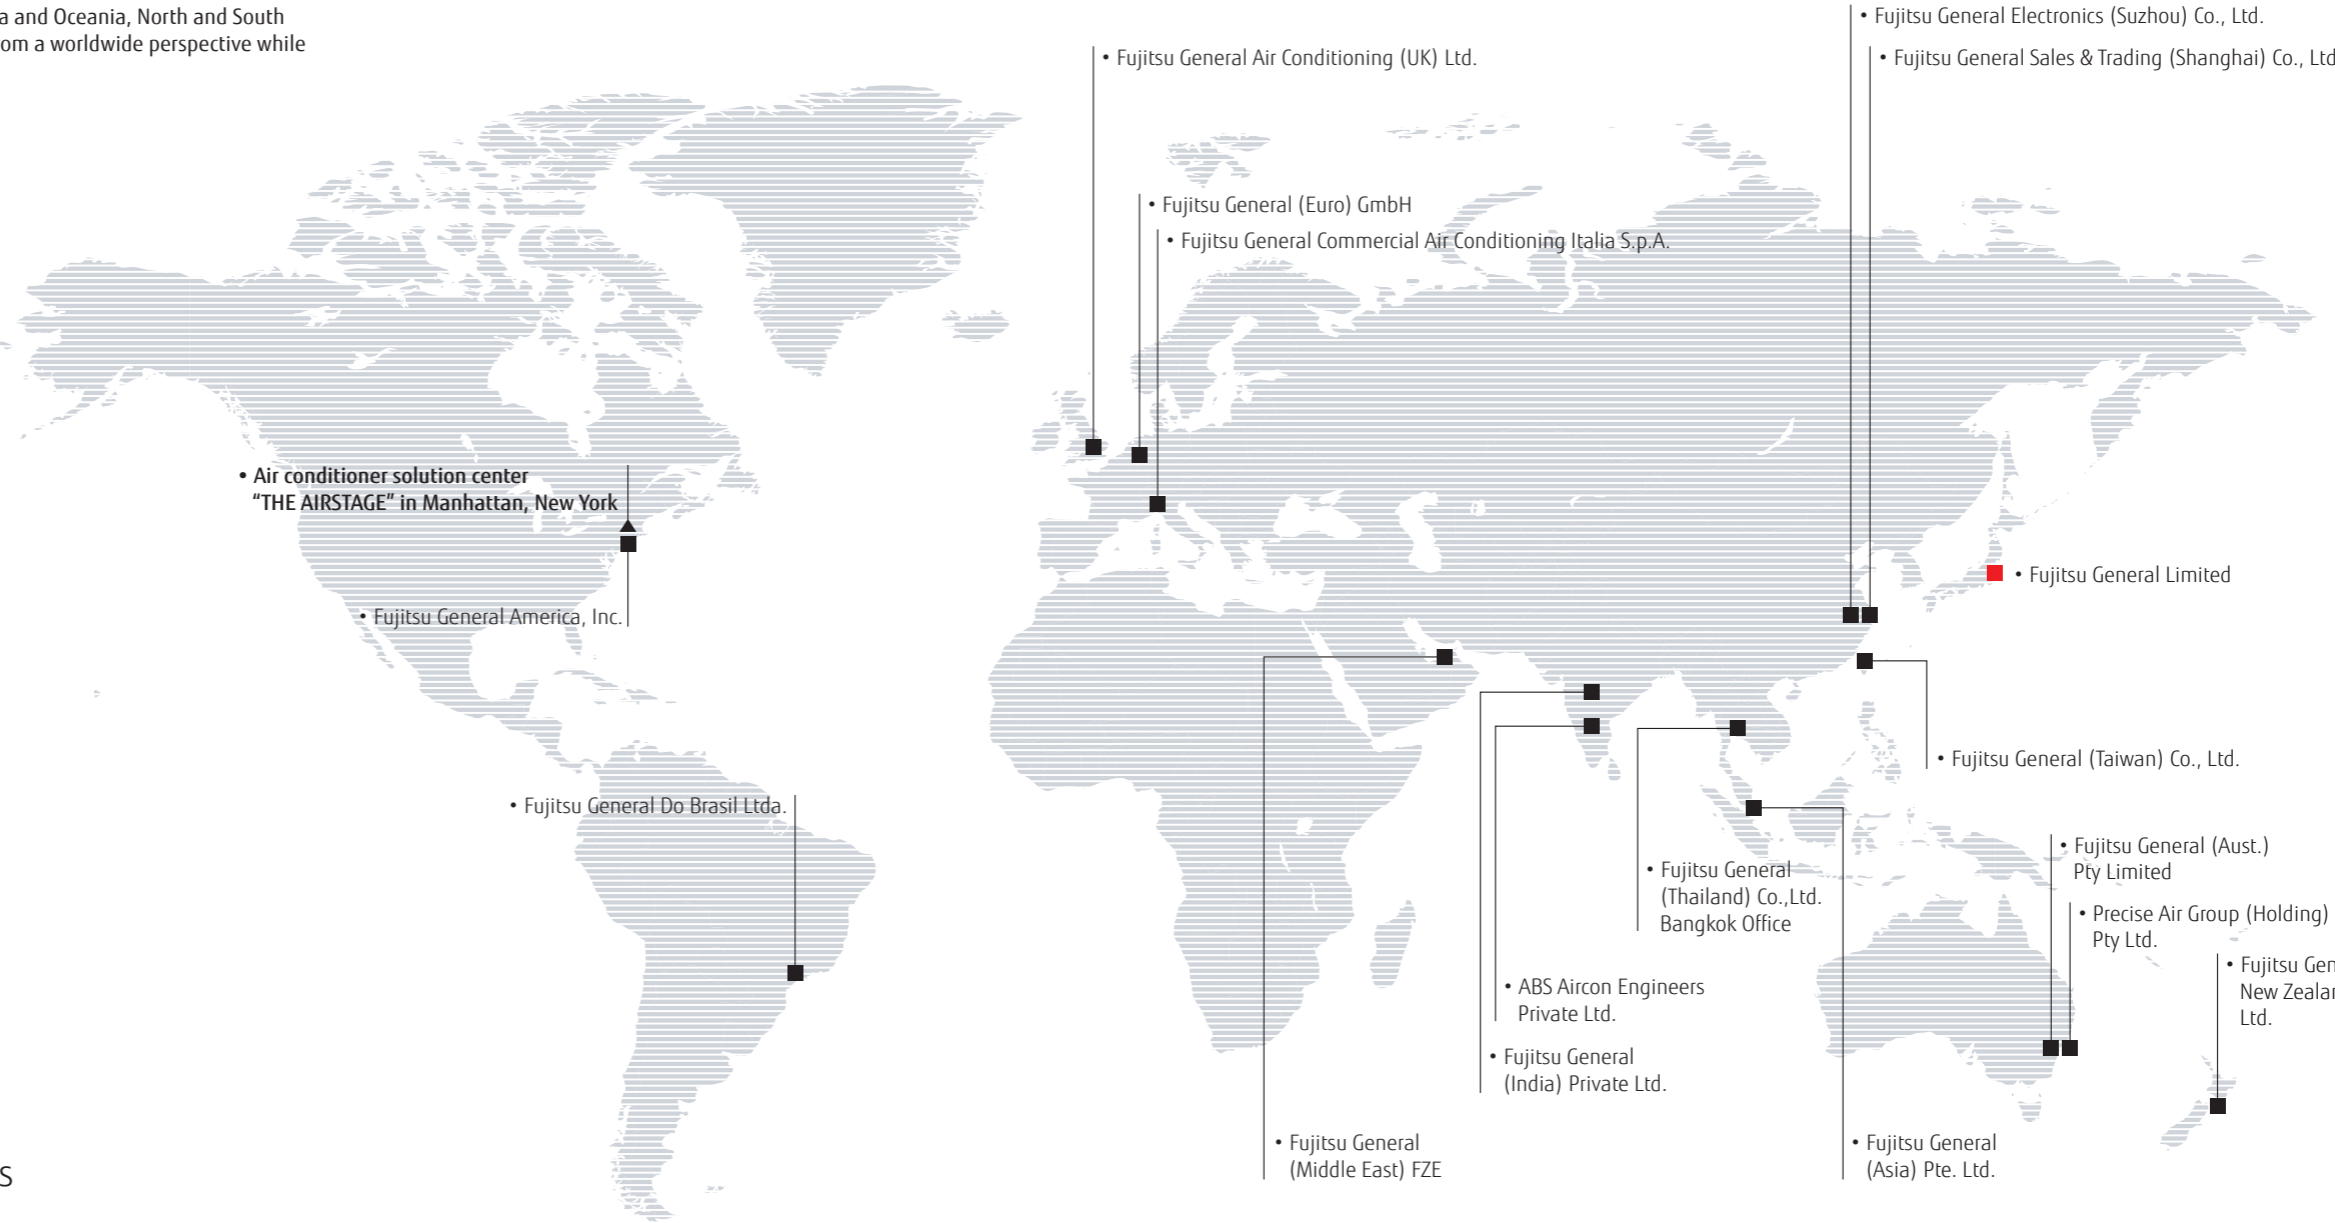 a and Oceania, North and South
om a worldwide perspective while
• Fujitsu General Electronics (Suzhou) Co., Ltd.
• Fujitsu General Air Conditioning (UK) Ltd.
• Fujitsu General Sales & Trading (Shanghai) Co., Ltd
• Fujitsu General (Euro) GmbH
• Fujitsu General Commercial Air Conditioning Italia S.p.A.
• Air conditioner solution center
“THE AIRSTAGE” in Manhattan, New York
• Fujitsu General Limited
• Fujitsu General America, Inc.
• Fujitsu General (Taiwan) Co., Ltd.
• Fujitsu General Do Brasil Ltda.
• Fujitsu General (Aust.)
Pty Limited
• Fujitsu General
(Thailand) Co.,Ltd.
Bangkok Office
• Precise Air Group (Holding)
Pty Ltd.
• Fujitsu Gen
New Zealan
Ltd.
• ABS Aircon Engineers
Private Ltd.
• Fujitsu General
(India) Private Ltd.
• Fujitsu General
(Middle East) FZE
• Fujitsu General
(Asia) Pte. Ltd.
S